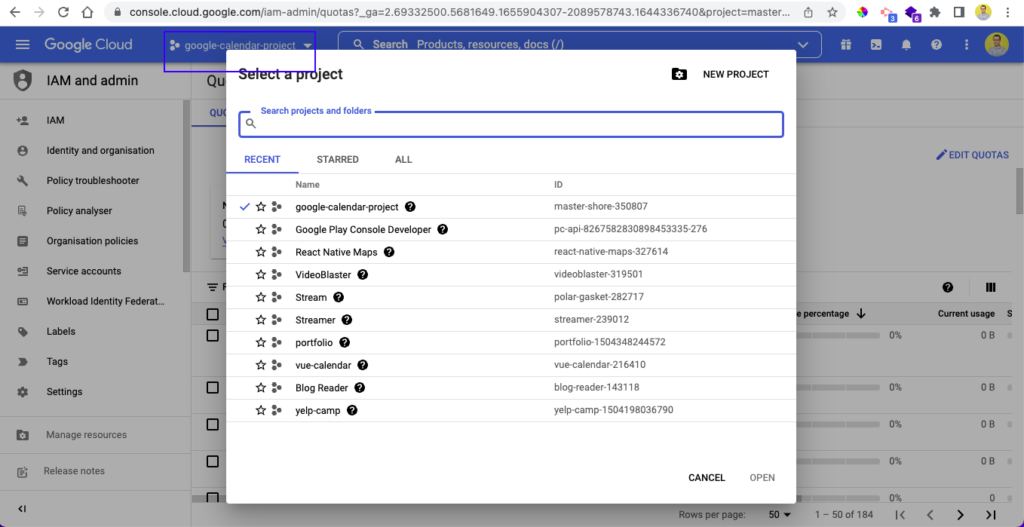 console.cloud.google.com/iam-admin/quotas?_ga=2.69332500.5681649.1655904307-2089578743.1644336740&project=master...
3
6
Google Cloud
google-calendar-project
Search Products, resources, docs (/)
IAM and admin
Select a project
NEW PROJECT
Search projects and folders
RECENT STARRED ALL
Name ID
google-calendar-project master-shore-350807
Google Play Console Developer pc-api-8267582830898453335-276
React Native Maps react-native-maps-327614
VideoBlaster videoblaster-319501
Stream polar-gasket-282717
Streamer streamer-239012
portfolio portfolio-1504348244572
vue-calendar vue-calendar-216410
Blog Reader blog-reader-143118
yelp-camp yelp-camp-1504198036790
CANCEL OPEN
IAM
Identity and organisation
Policy troubleshooter
Policy analyser
Organisation policies
Service accounts
Workload Identity Federat...
Labels
Tags
Settings
Manage resources
Release notes
EDIT QUOTAS
e percentage Current usage S
0% 0 B
0% 0 B
0% 0 B
0% 0 B
0% 0
Rows per page: 50 1 – 50 of 184